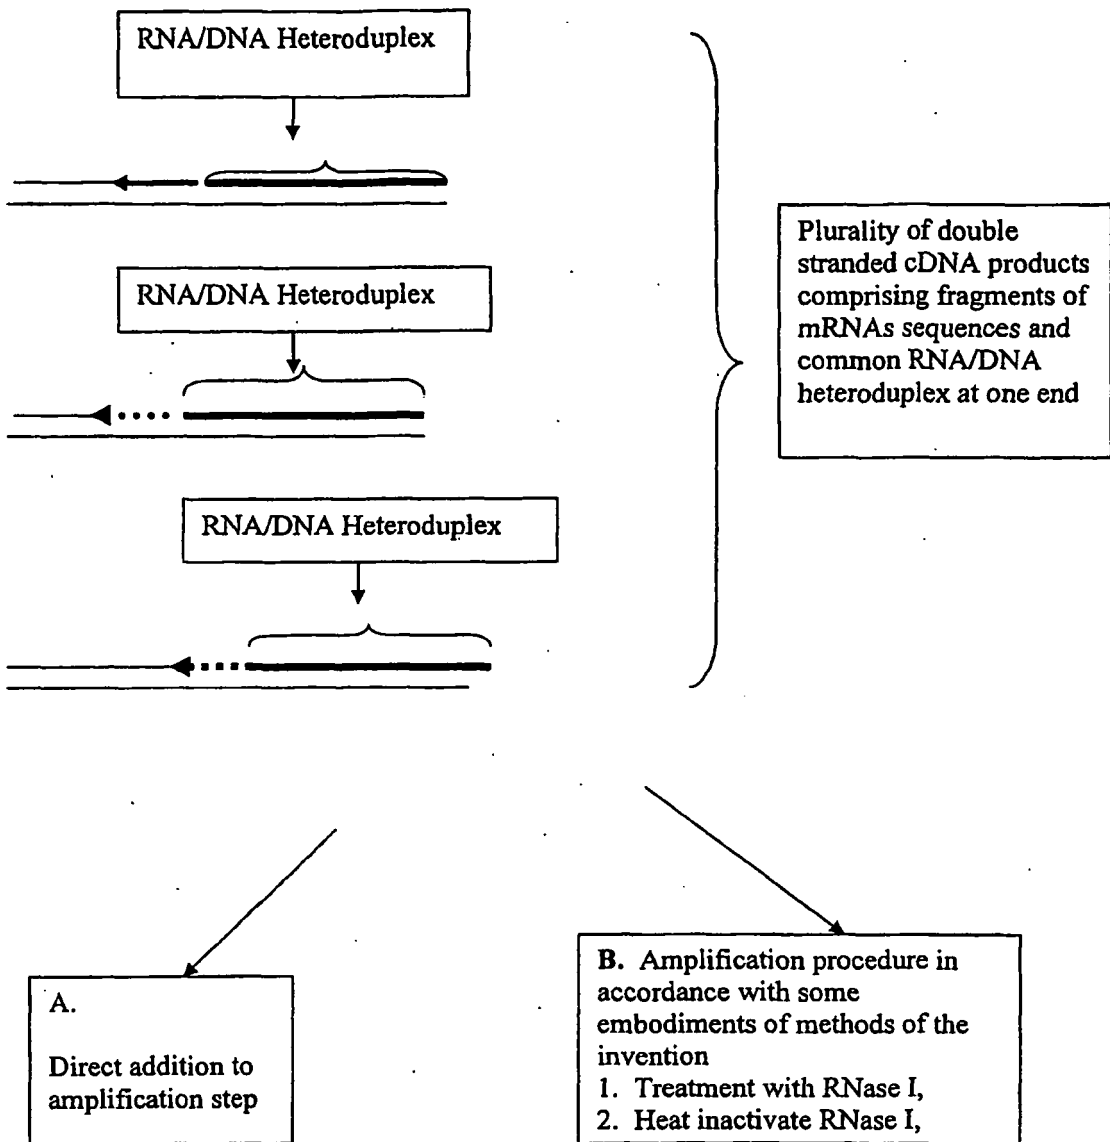 RNA/DNA Heteroduplex
RNA/DNA Heteroduplex
RNA/DNA Heteroduplex
Plurality of double
stranded cDNA products
comprising fragments of
mRNAs sequences and
common RNA/DNA
heteroduplex at one end
A.
Direct addition to
amplification step
B. Amplification procedure in
accordance with some
embodiments of methods of the
invention
1. Treatment with RNase I,
2. Heat inactivate RNase I,